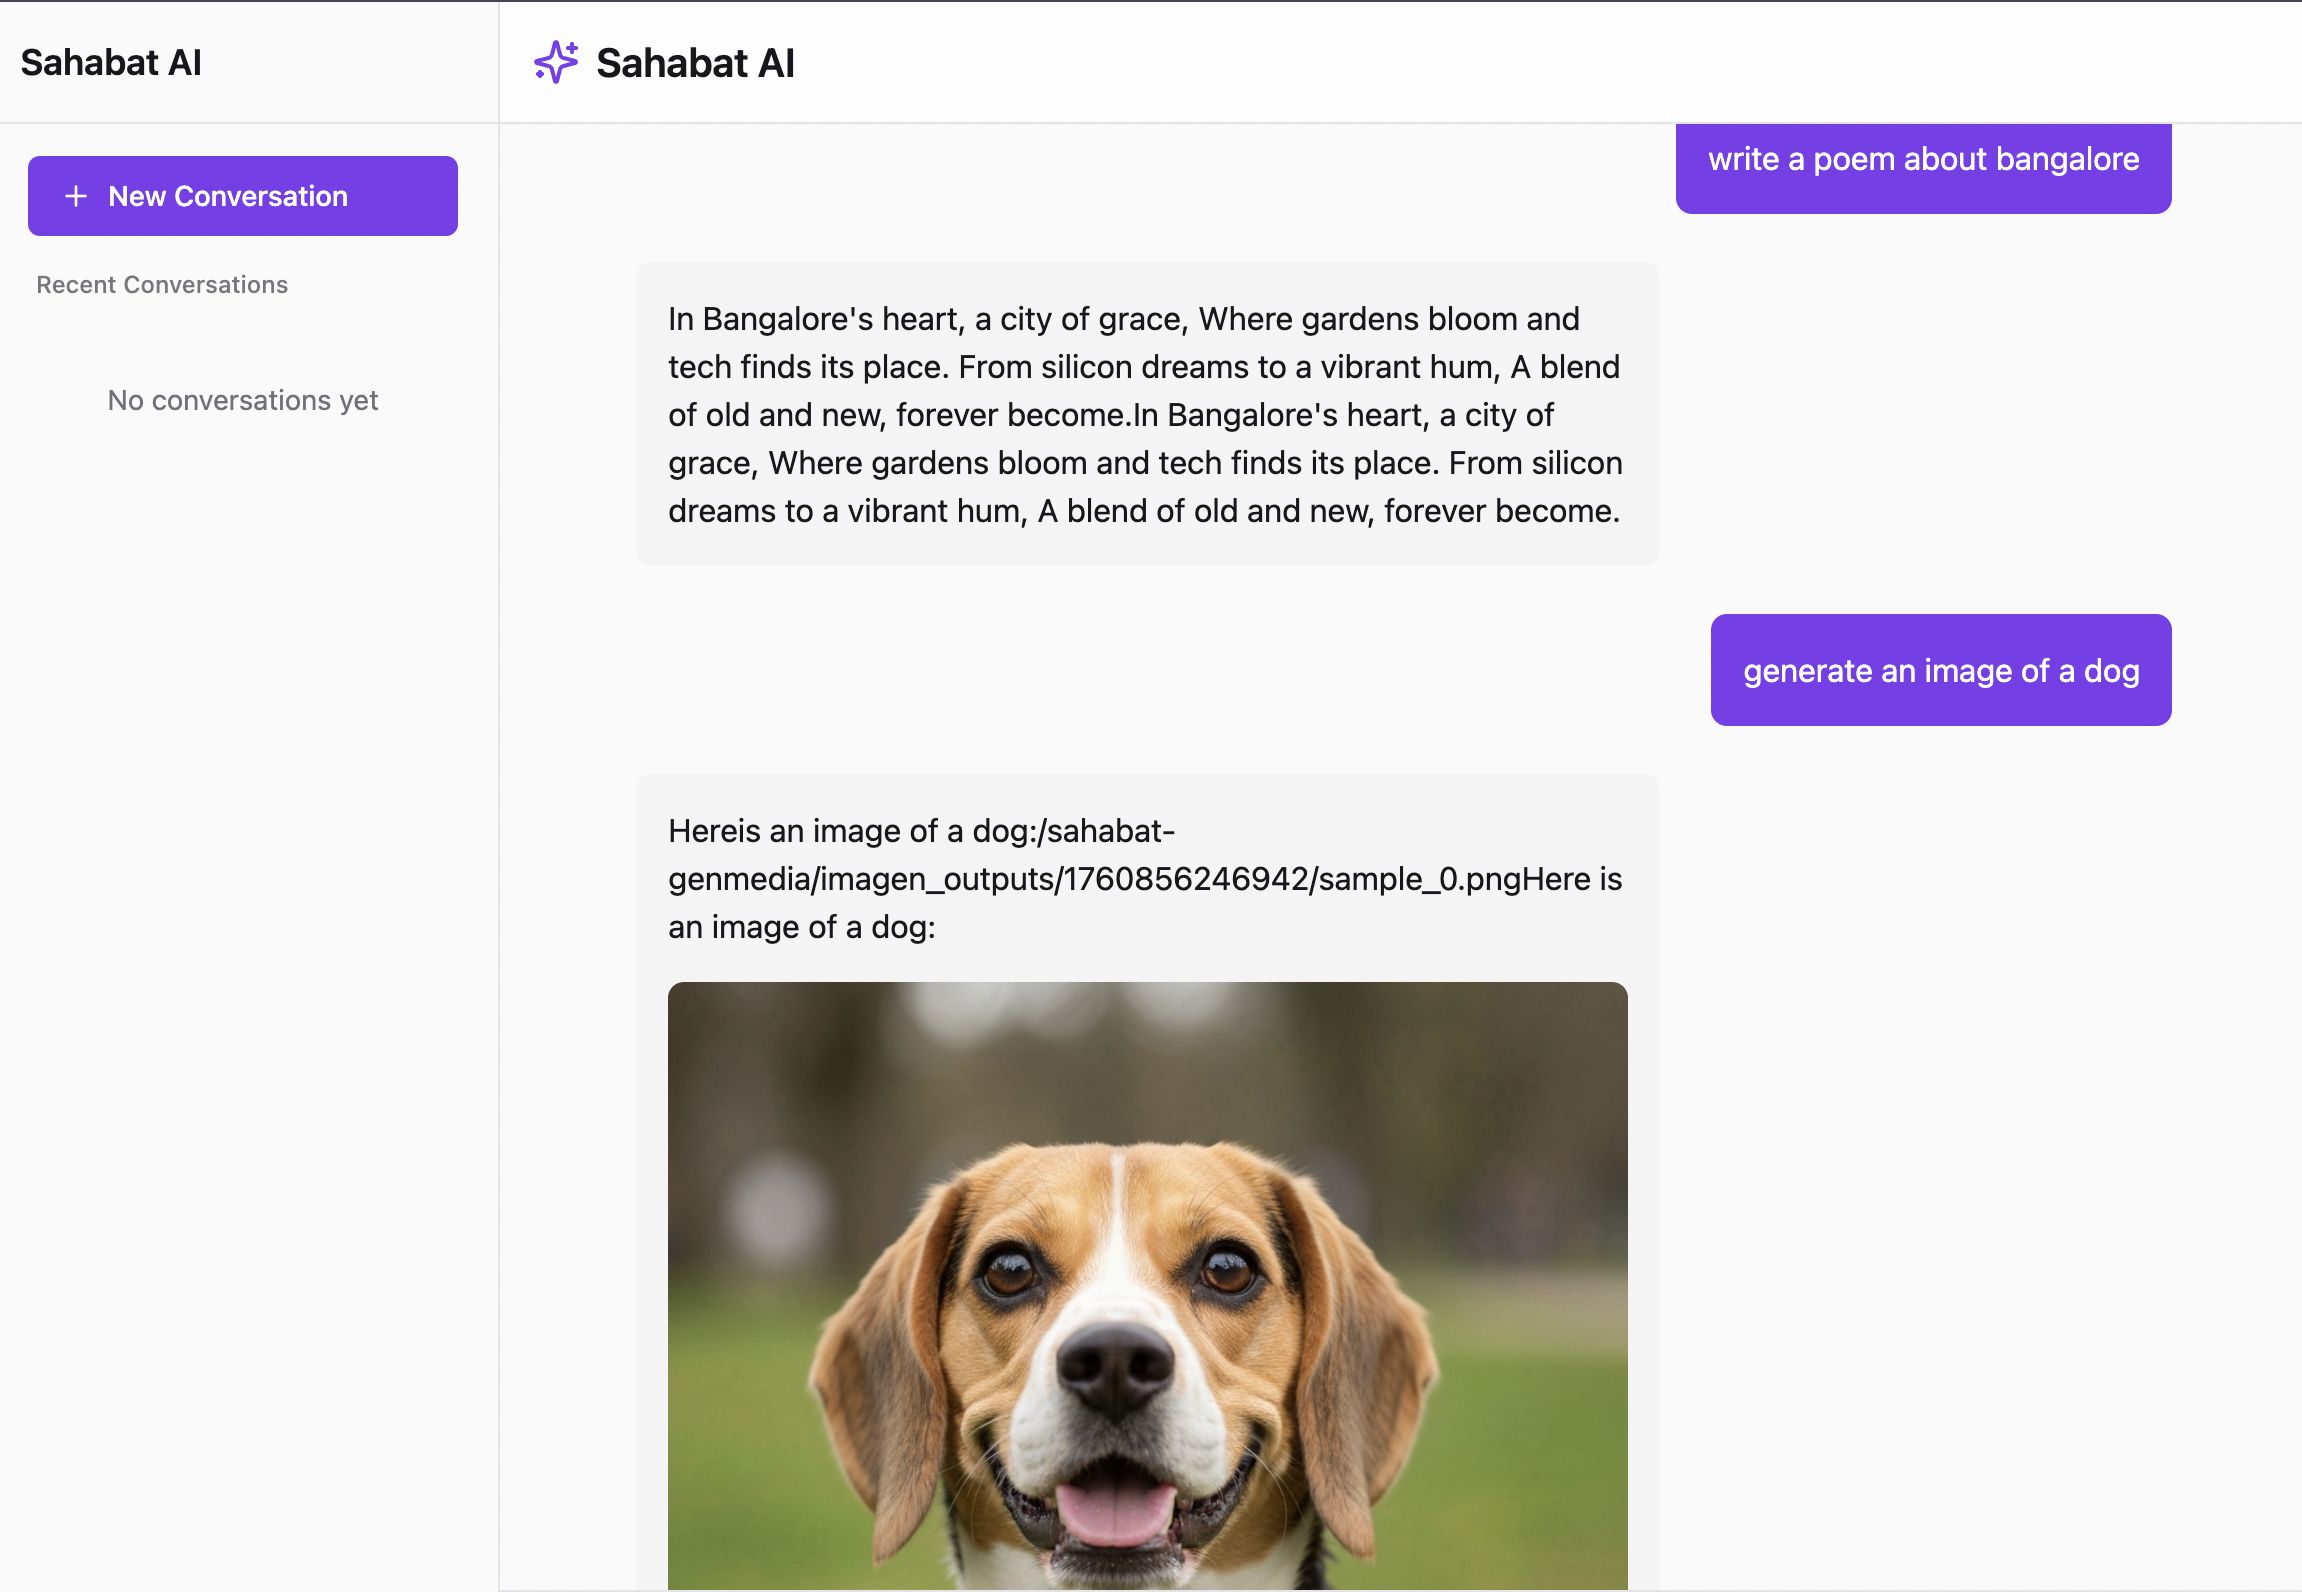 Sahabat AI
New Conversation
Recent Conversations
No conversations yet
Sahabat AI
write a poem about bangalore
In Bangalore's heart, a city of grace, Where gardens bloom and
tech finds its place. From silicon dreams to a vibrant hum, A blend
of old and new, forever become.In Bangalore's heart, a city of
grace, Where gardens bloom and tech finds its place. From silicon
dreams to a vibrant hum, A blend of old and new, forever become.
generate an image of a dog
Hereis an image of a dog:/sahabat-
genmedia/imagen_outputs/1760856246942/sample_0.pngHere is
an image of a dog: